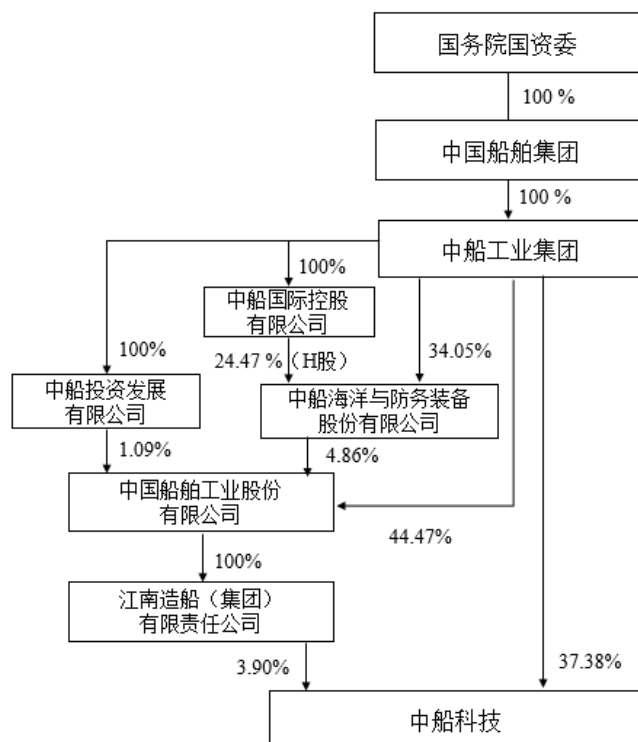 国务院国资委
100 %
中国船舶集团
100 %
中船工业集团
100%
中船国际控股
有限公司
100%
24.47 %（H股）
34.05%
中船投资发展
有限公司
中船海洋与防务装备
股份有限公司
1.09%
4.86%
中国船舶工业股份
有限公司
44.47%
100%
江南造船（集团）
有限责任公司
3.90%
37.38%
中船科技